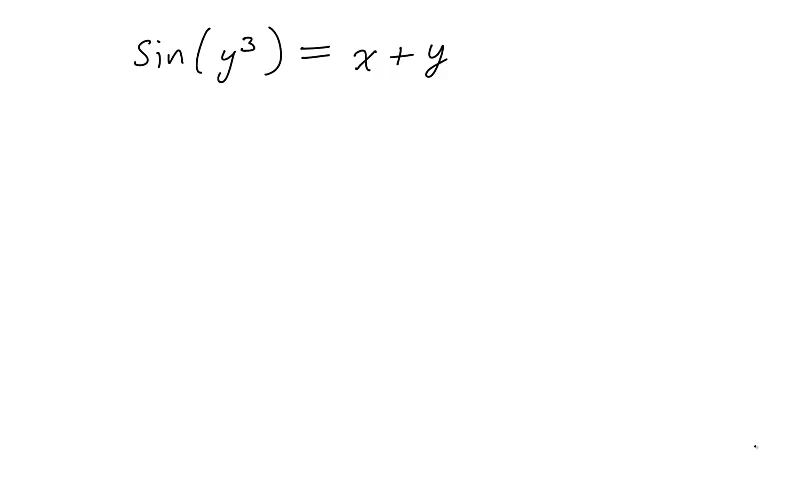 sin(y³) = x + y